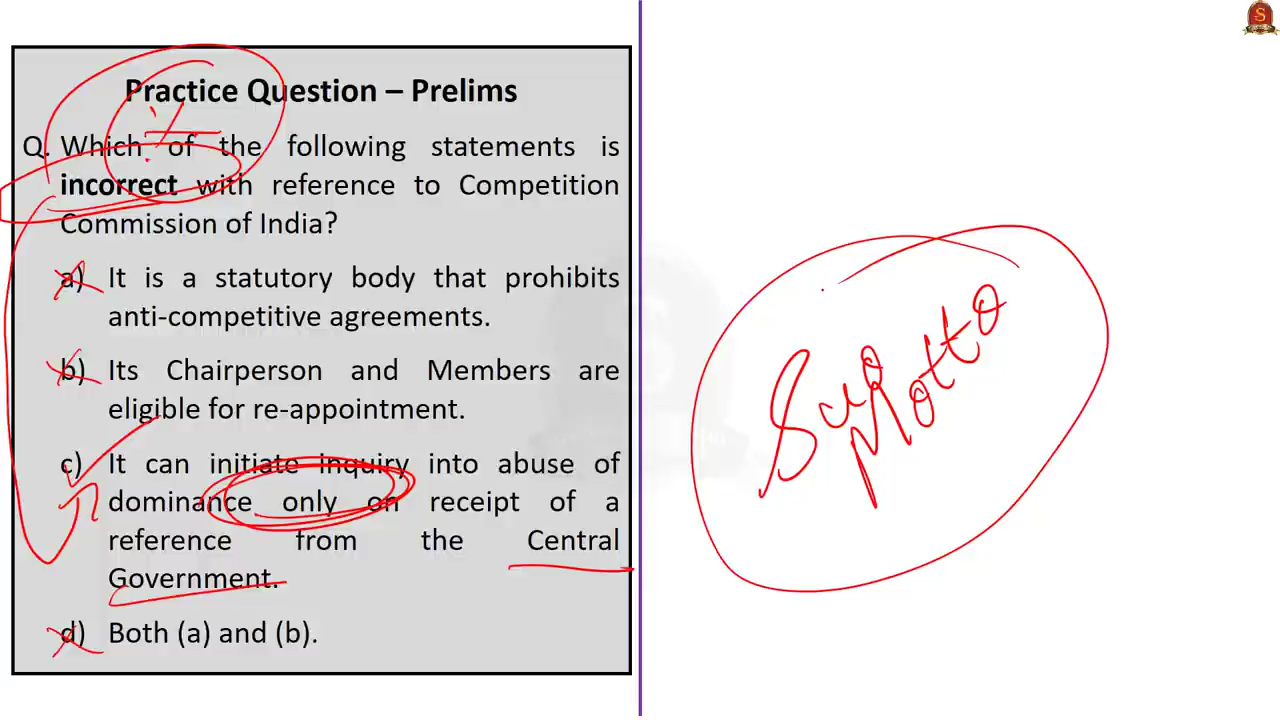 Practice Question – Prelims
Q. Which of the following statements is
incorrect with reference to Competition
Commission of India?
a) It is a statutory body that prohibits
anti-competitive agreements.
b) Its Chairperson and Members are
eligible for re-appointment.
c) It can initiate inquiry into abuse of
dominance only on receipt of a
reference from the Central
Government.
d) Both (a) and (b).
Suo
Motto
S